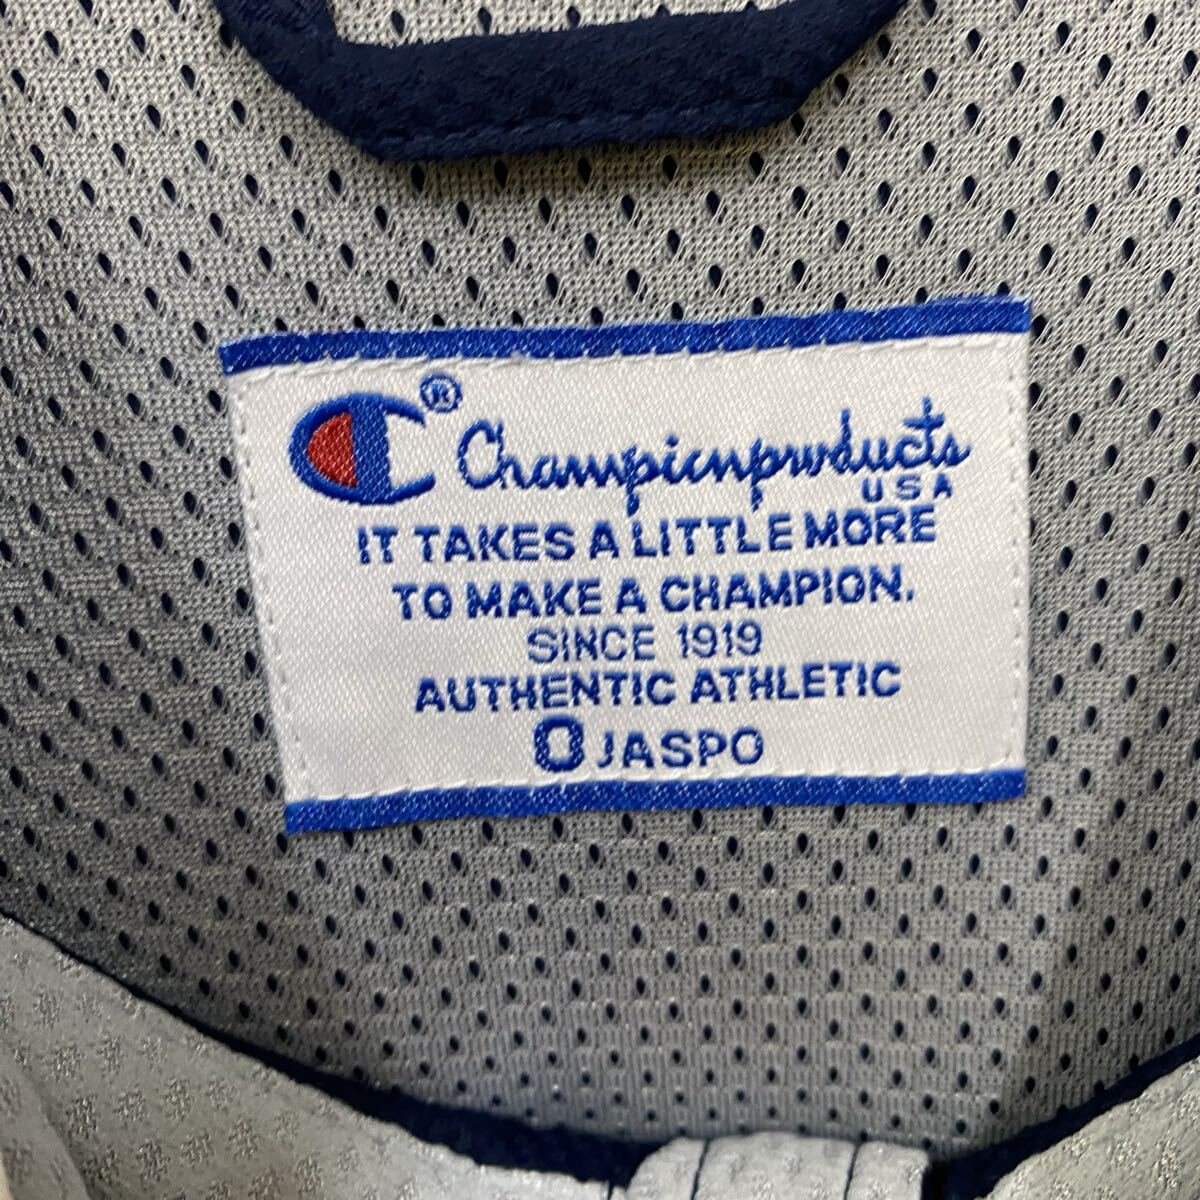 ® Championproducts
USA
IT TAKES A LITTLE MORE
TO MAKE A CHAMPION.
SINCE 1919
AUTHENTIC ATHLETIC
O JASPO